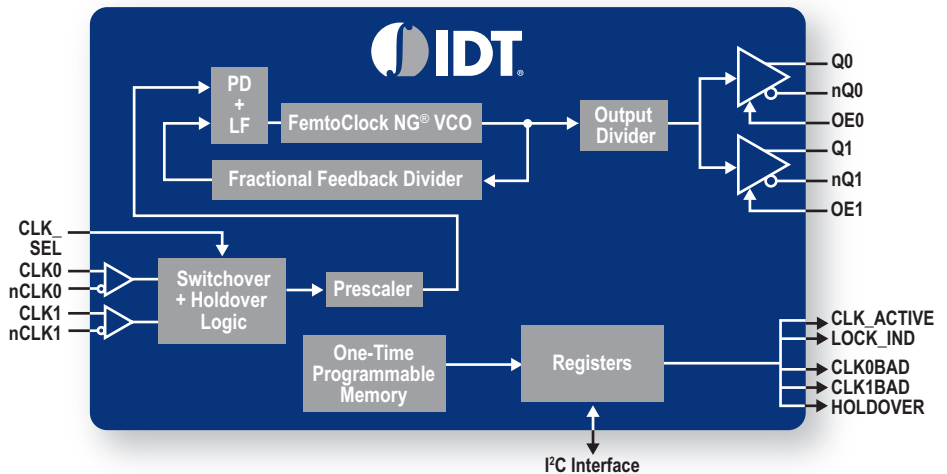 IDT®
PD
+
LF
FemtoClock NG® VCO
Fractional Feedback Divider
Output
Divider
Q0
nQ0
OE0
Q1
nQ1
OE1
CLK_
SEL
CLK0
nCLK0
CLK1
nCLK1
Switchover
+ Holdover
Logic
Prescaler
One-Time
Programmable
Memory
Registers
CLK_ACTIVE
LOCK_IND
CLK0BAD
CLK1BAD
HOLDOVER
I²C Interface